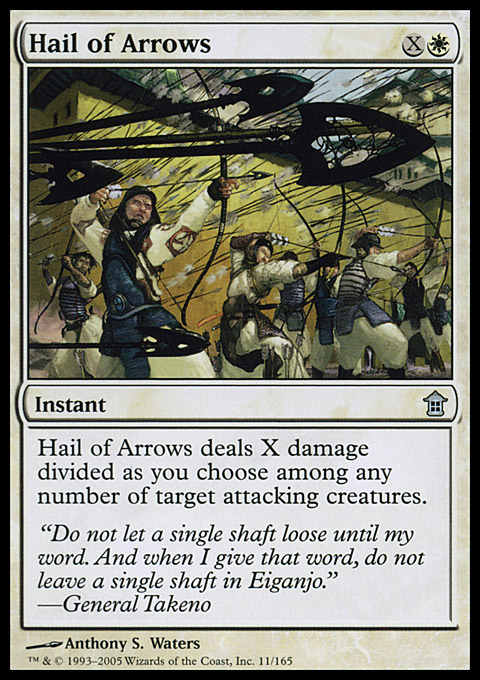 Hail of Arrows X
Instant
Hail of Arrows deals X damage
divided as you choose among any
number of target attacking creatures.
“Do not let a single shaft loose until my
word. And when I give that word, do not
leave a single shaft in Eiganjo.”
—General Takeno
Anthony S. Waters
™ & © 1993–2005 Wizards of the Coast, Inc. 11/165